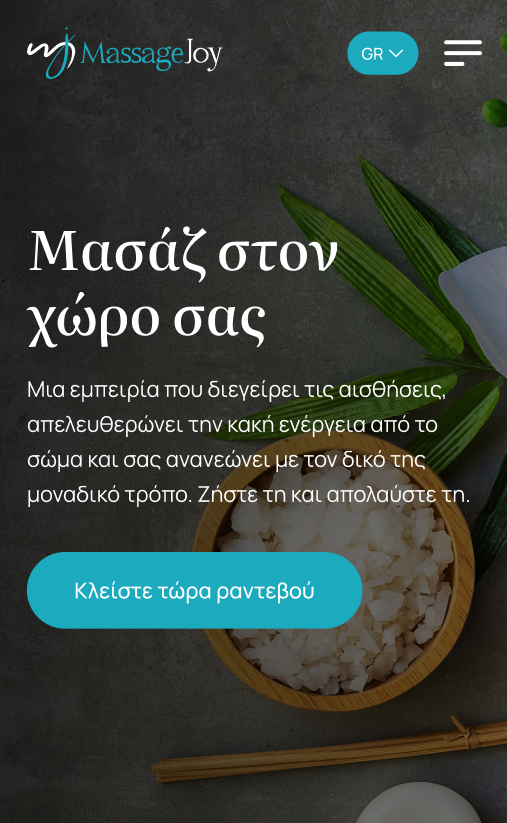 MassageJoy
GR
Μασάζ στον
χώρο σας
Μια εμπειρία που διεγείρει τις αισθήσεις,
απελευθερώνει την κακή ενέργεια από το
σώμα και σας ανανεώνει με τον δικό της
μοναδικό τρόπο. Ζήστε τη και απολαύστε τη.
Κλείστε τώρα ραντεβού